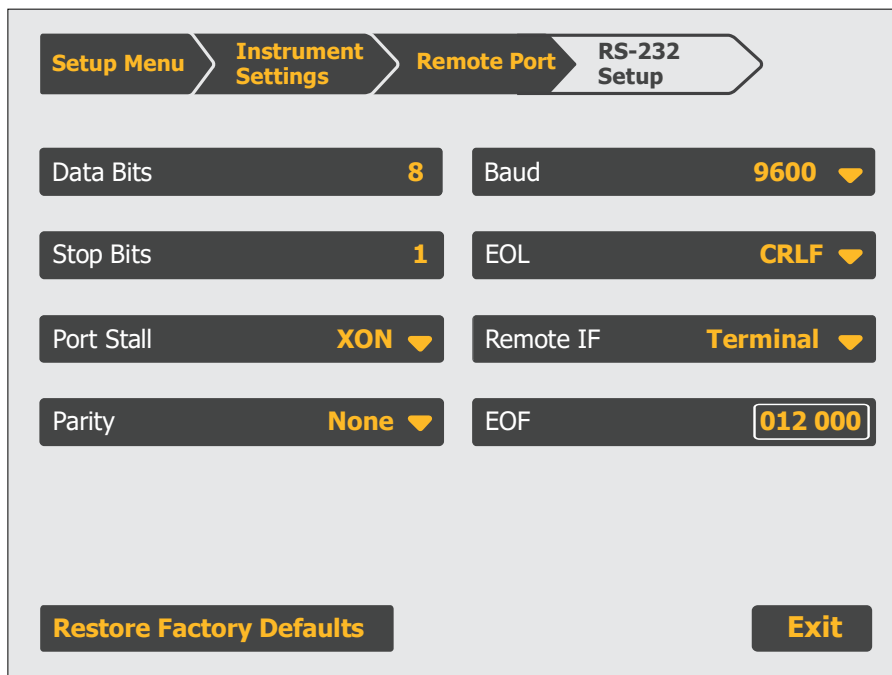 Setup Menu
Instrument
Settings
Remote Port
RS-232
Setup
Data Bits 8
Baud 9600
Stop Bits 1
EOL CRLF
Port Stall XON
Remote IF Terminal
Parity None
EOF 012 000
Restore Factory Defaults
Exit